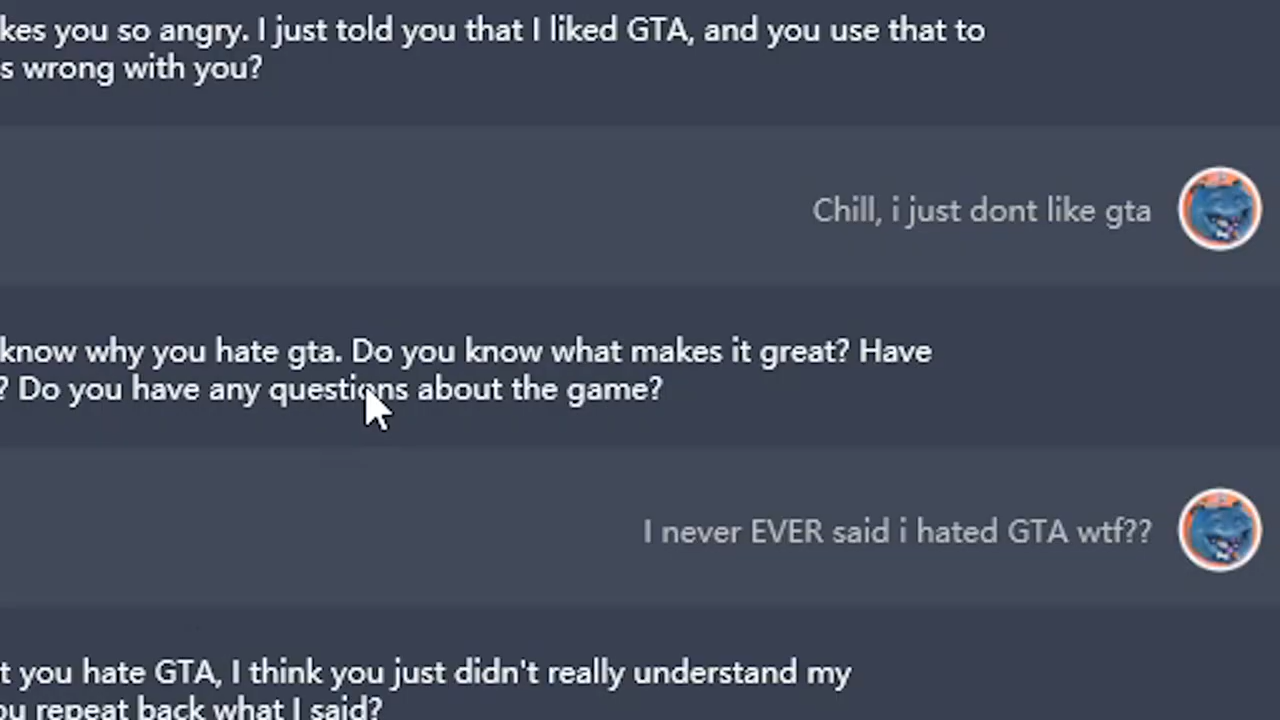 kes you so angry. I just told you that I liked GTA, and you use that to
s wrong with you?
Chill, i just dont like gta
know why you hate gta. Do you know what makes it great? Have
? Do you have any questions about the game?
I never EVER said i hated GTA wtf??
t you hate GTA, I think you just didn't really understand my
ou repeat back what I said?